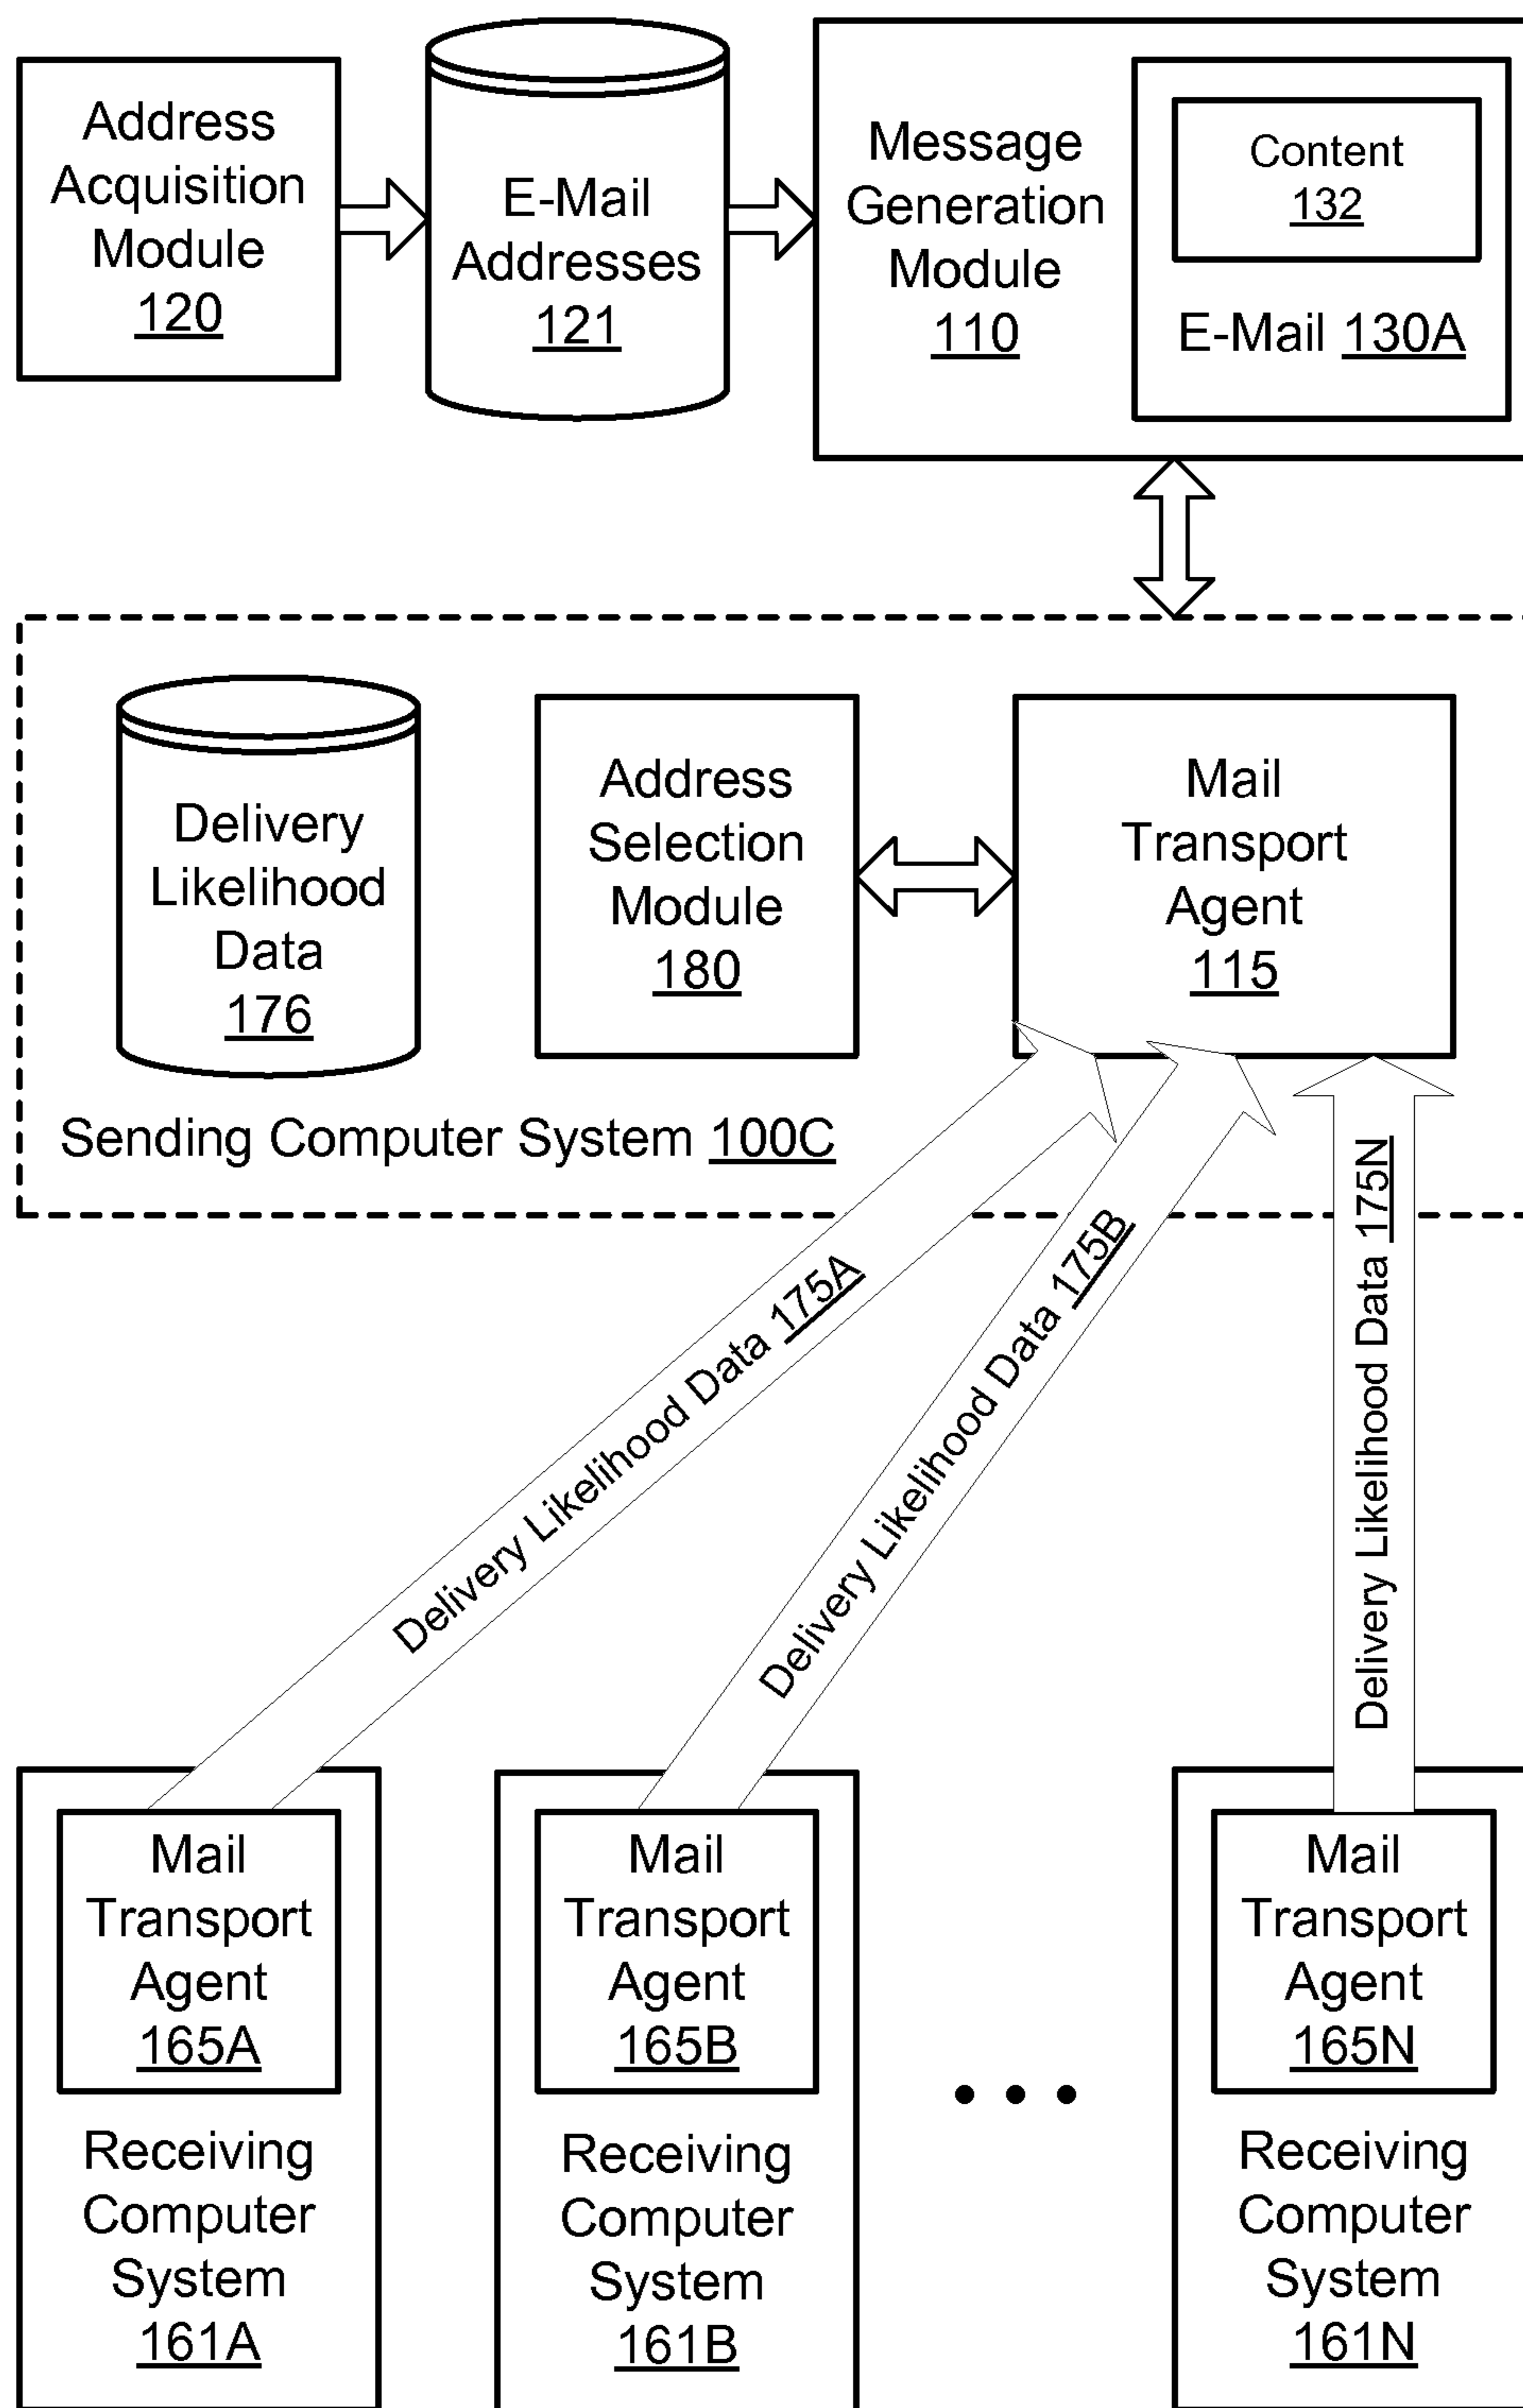 Address
Acquisition
Module
120
E-Mail
Addresses
121
Message
Generation
Module
110
Content
132
E-Mail 130A
Delivery
Likelihood
Data
176
Address
Selection
Module
180
Mail
Transport
Agent
115
Sending Computer System 100C
Delivery Likelihood Data 175A
Delivery Likelihood Data 175B
Delivery Likelihood Data 175N
Mail
Transport
Agent
165A
Receiving
Computer
System
161A
Mail
Transport
Agent
165B
Receiving
Computer
System
161B
• • •
Mail
Transport
Agent
165N
Receiving
Computer
System
161N